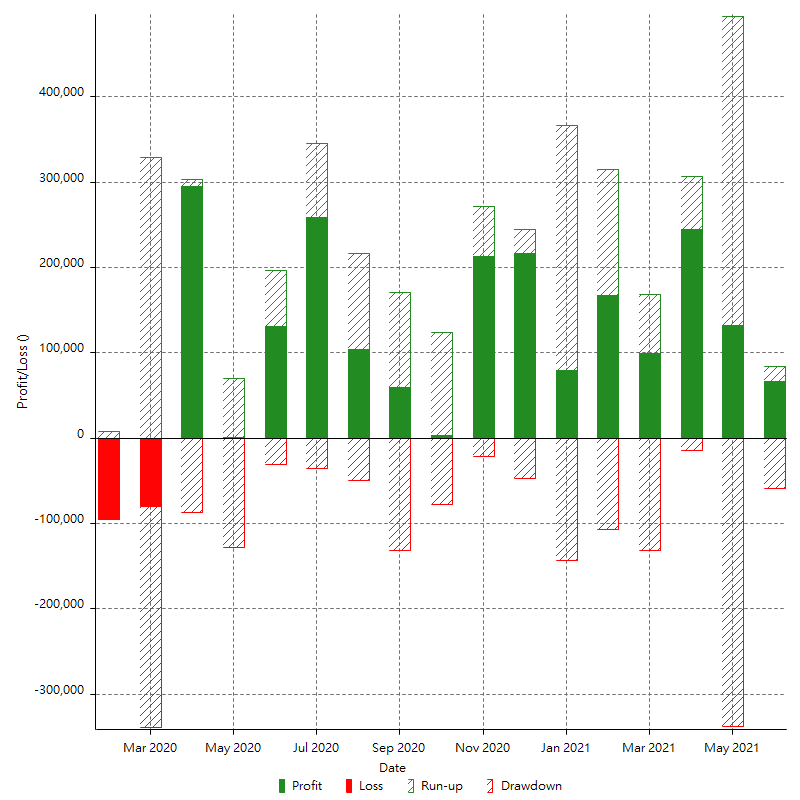 400,000
300,000
200,000
100,000
0
-100,000
-200,000
-300,000
Profit/Loss ()
Mar 2020 May 2020 Jul 2020 Sep 2020 Nov 2020 Jan 2021 Mar 2021 May 2021
Date
Profit Loss Run-up Drawdown